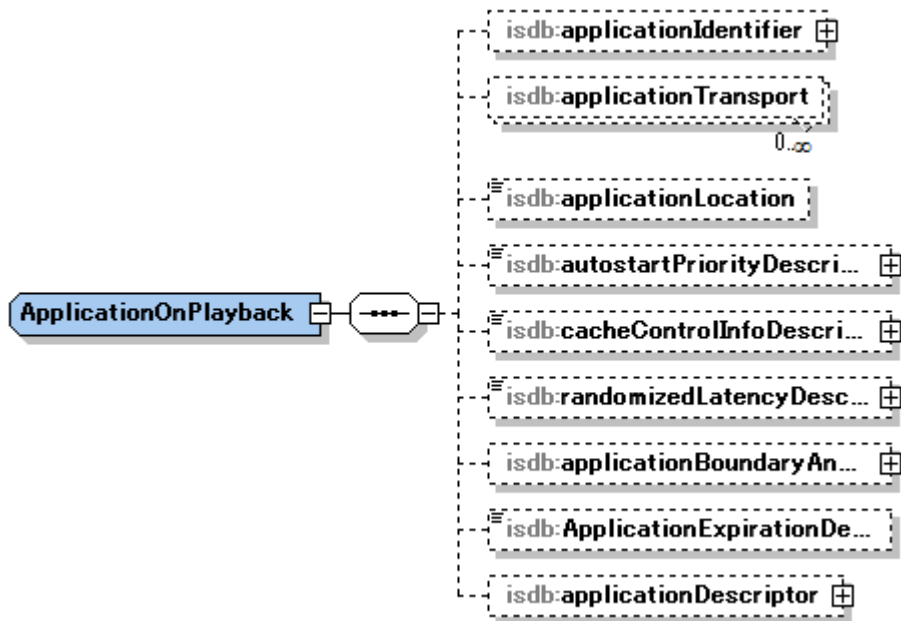 isdb:applicationIdentifier
isdb:applicationTransport
0..∞
isdb:applicationLocation
isdb:autostartPriorityDescri...
ApplicationOnPlayback
isdb:cacheControlInfoDescri...
isdb:randomizedLatencyDesc...
isdb:applicationBoundaryAn...
isdb:ApplicationExpirationDe...
isdb:applicationDescriptor